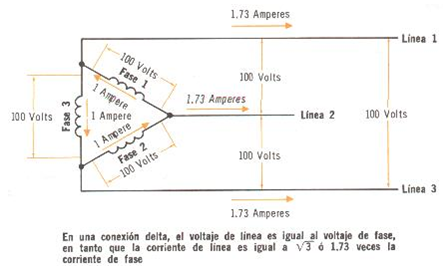 1.73 Amperes
Línea 1
100 Volts
Fase 1
100 Volts
1 Ampere
1.73 Amperes
100 Volts
Fase 3
1 Ampere
Línea 2
100 Volts
1 Ampere
Fase 2
100 Volts
100 Volts
Línea 3
1.73 Amperes
En una conexión delta, el voltaje de línea es igual al voltaje de fase,
en tanto que la corriente de línea es igual a √3 ó 1.73 veces la
corriente de fase